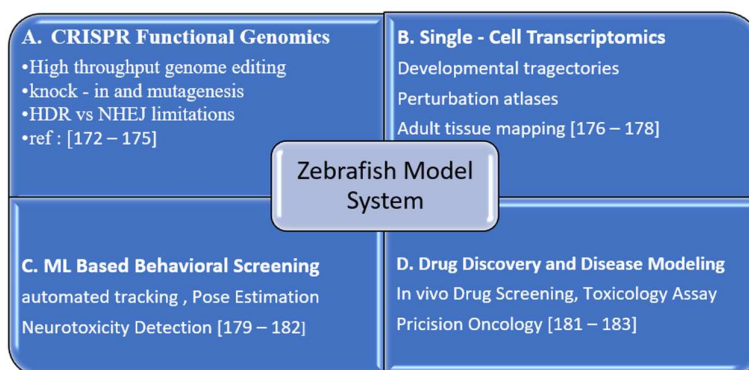 A. CRISPR Functional Genomics
•High throughput genome editing
•knock - in and mutagenesis
•HDR vs NHEJ limitations
•ref : [172 – 175]
B. Single - Cell Transcriptomics
Developmental tragectories
Perturbation atlases
Adult tissue mapping [176 – 178]
Zebrafish Model
System
C. ML Based Behavioral Screening
automated tracking , Pose Estimation
Neurotoxicity Detection [179 – 182]
D. Drug Discovery and Disease Modeling
In vivo Drug Screening, Toxicology Assay
Pricision Oncology [181 – 183]